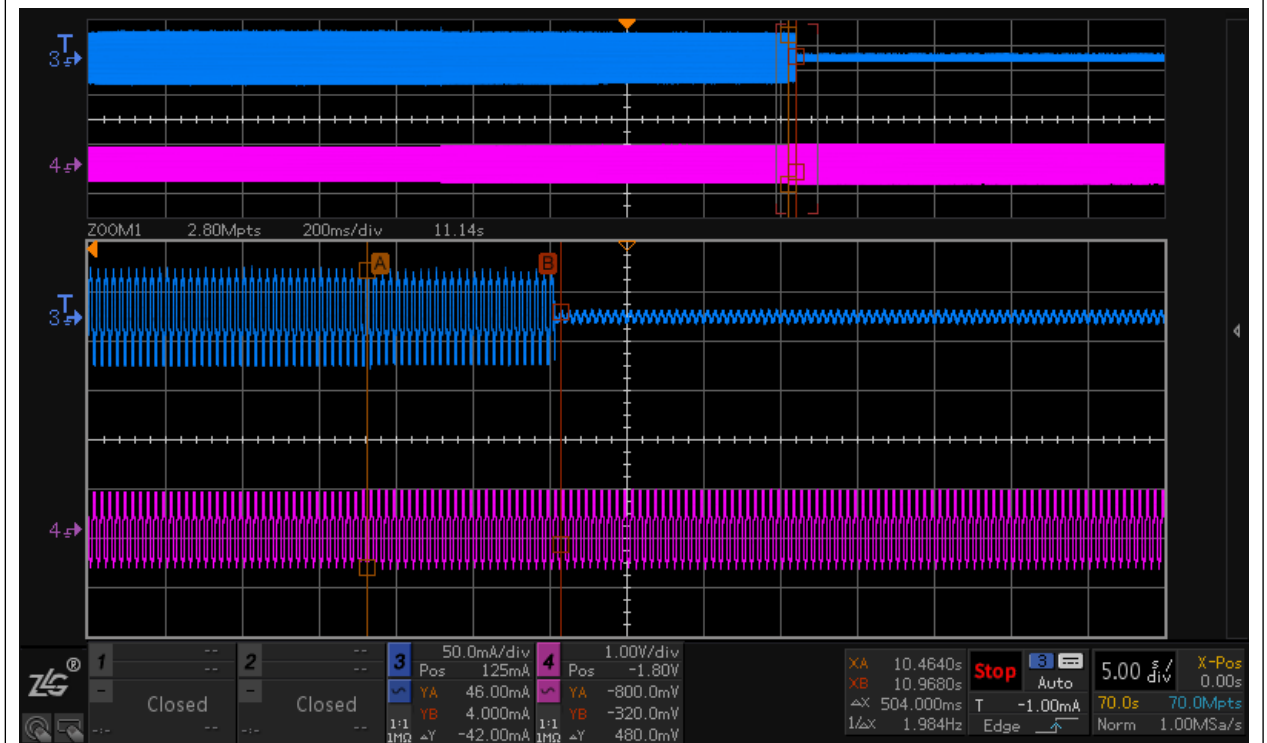 T
3
4
ZOOM1 2.80Mpts 200ms/div 11.14s
A
B
T
3
4
ZLG®
1 -- --
-
Closed
-:-
2 -- --
-
Closed
-:-
3 50.0mA/div
Pos 125mA
YA 46.00mA
YB 4.000mA
1:1
1MΩ
△Y -42.00mA
4 1.00V/div
Pos -1.80V
YA -800.0mV
YB -320.0mV
1:1
1MΩ
△Y 480.0mV
XA 10.4640s
XB 10.9680s
△X 504.000ms
1/△X 1.984Hz
Stop 3 Auto
T -1.00mA
Edge
5.00 s/div
X-Pos 0.00s
70.0s 70.0Mpts
Norm 1.00MSa/s